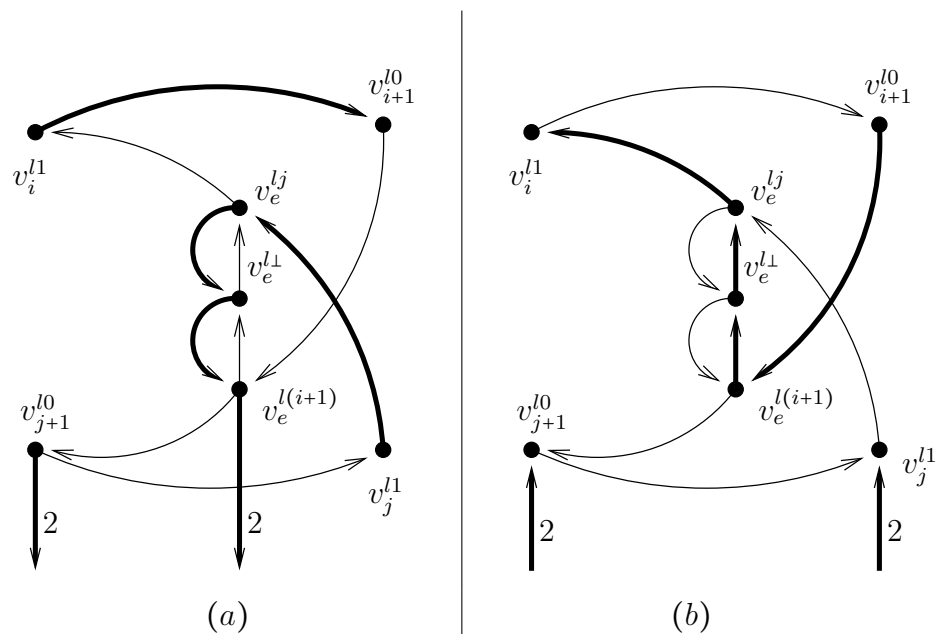 v_{i+1}^{l0}
v_i^{l1}
v_e^{lj}
v_e^{l⊥}
v_e^{l(i+1)}
v_{j+1}^{l0}
v_j^{l1}
2
2
(a)
v_{i+1}^{l0}
v_i^{l1}
v_e^{lj}
v_e^{l⊥}
v_e^{l(i+1)}
v_{j+1}^{l0}
v_j^{l1}
2
2
(b)